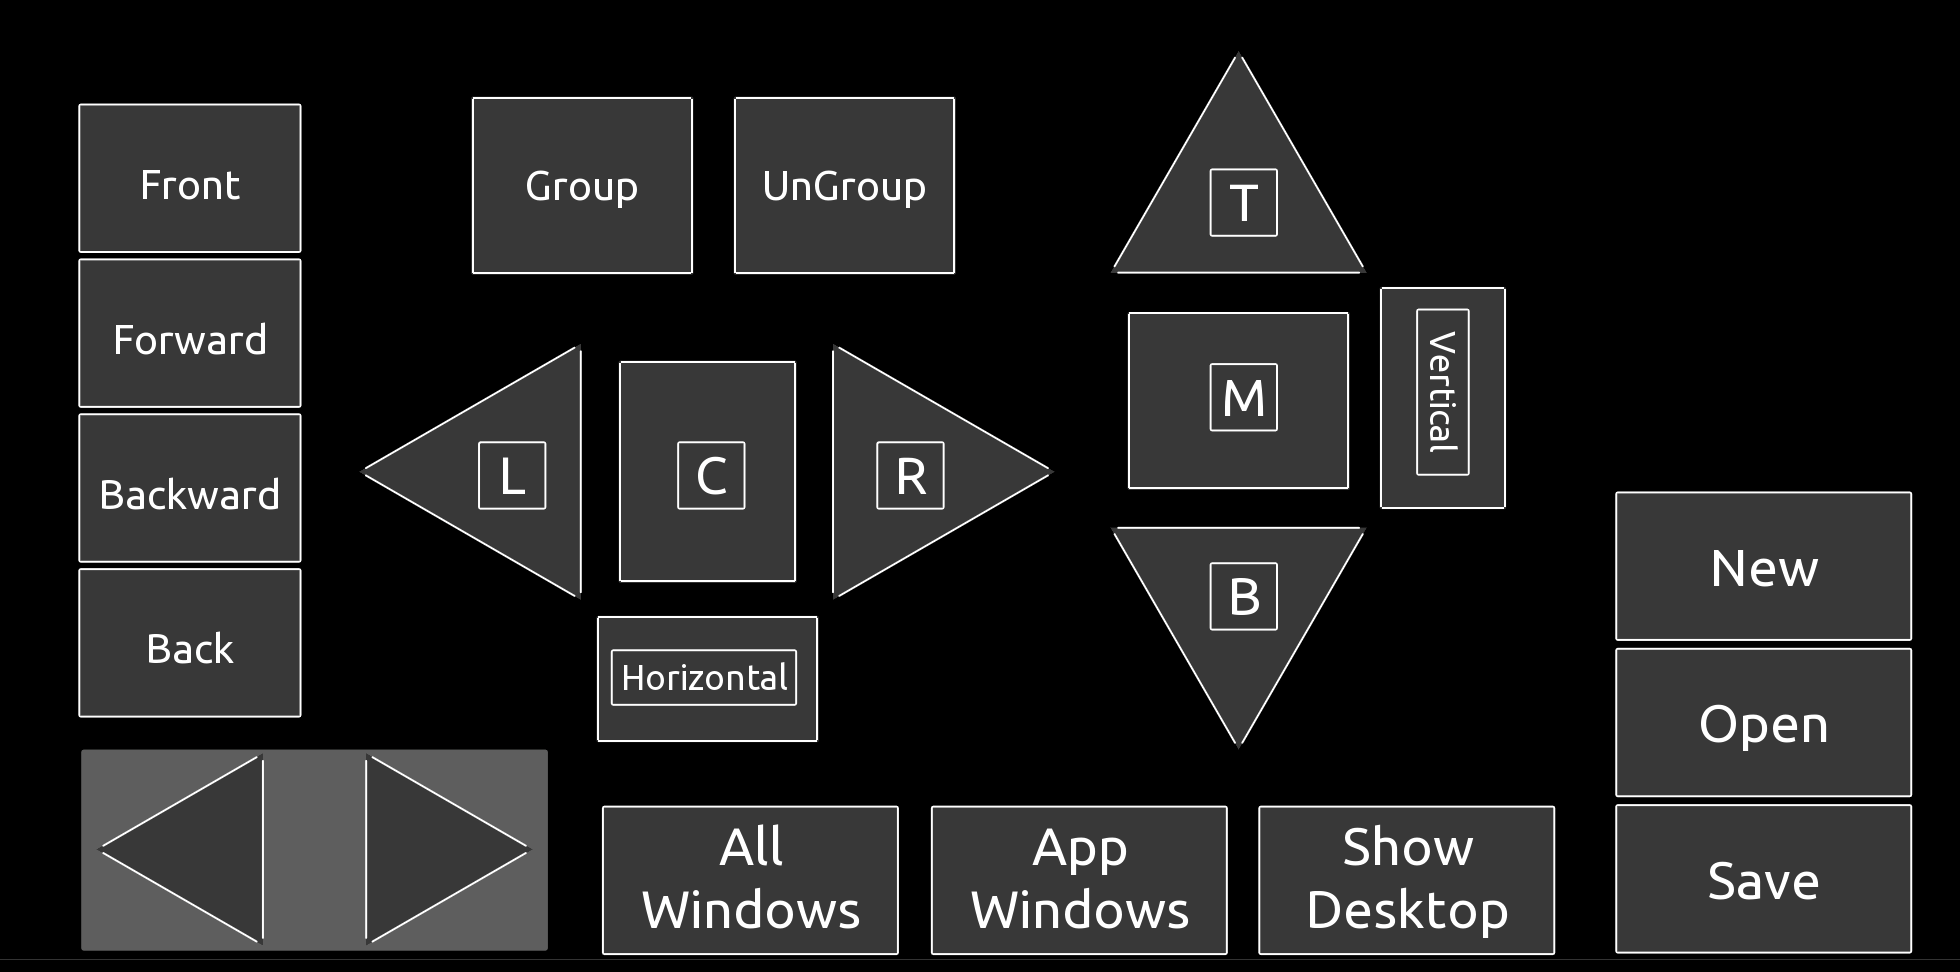 Front
Forward
Backward
Back
Group
UnGroup
L
C
R
Horizontal
T
M
B
Vertical
All
Windows
App
Windows
Show
Desktop
New
Open
Save